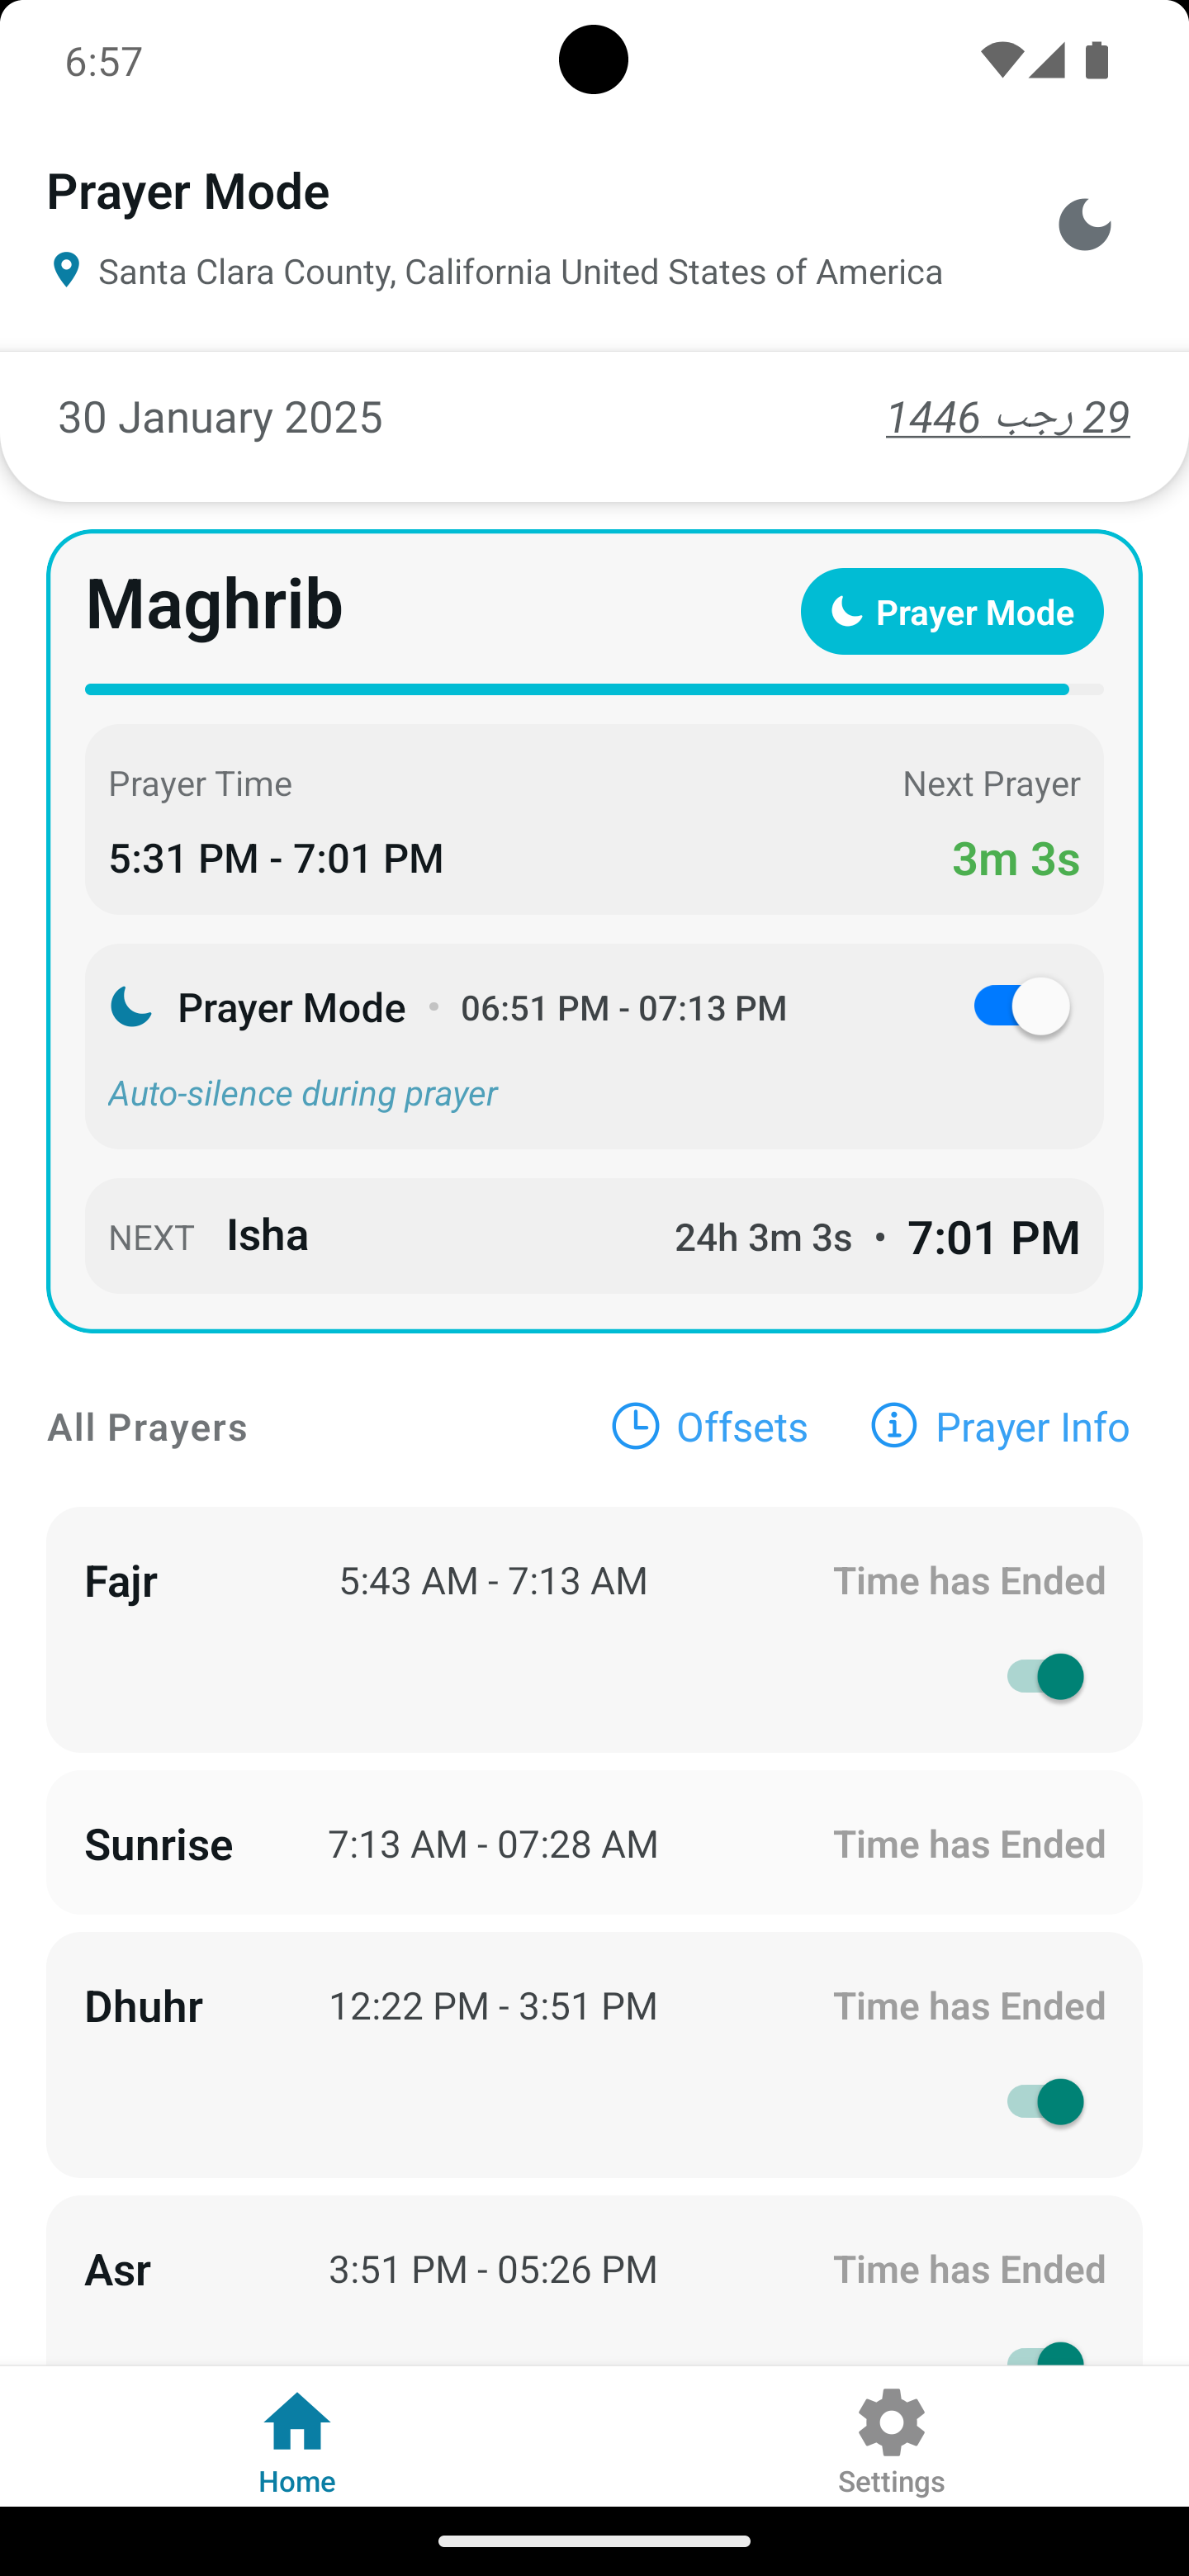 6:57
Prayer Mode
Santa Clara County, California United States of America
30 January 2025
29 رجب 1446
Maghrib
Prayer Mode
Prayer Time
Next Prayer
5:31 PM - 7:01 PM
3m 3s
Prayer Mode • 06:51 PM - 07:13 PM
Auto-silence during prayer
NEXT Isha
24h 3m 3s • 7:01 PM
All Prayers
Offsets
Prayer Info
Fajr
5:43 AM - 7:13 AM
Time has Ended
Sunrise
7:13 AM - 07:28 AM
Time has Ended
Dhuhr
12:22 PM - 3:51 PM
Time has Ended
Asr
3:51 PM - 05:26 PM
Time has Ended
Home
Settings